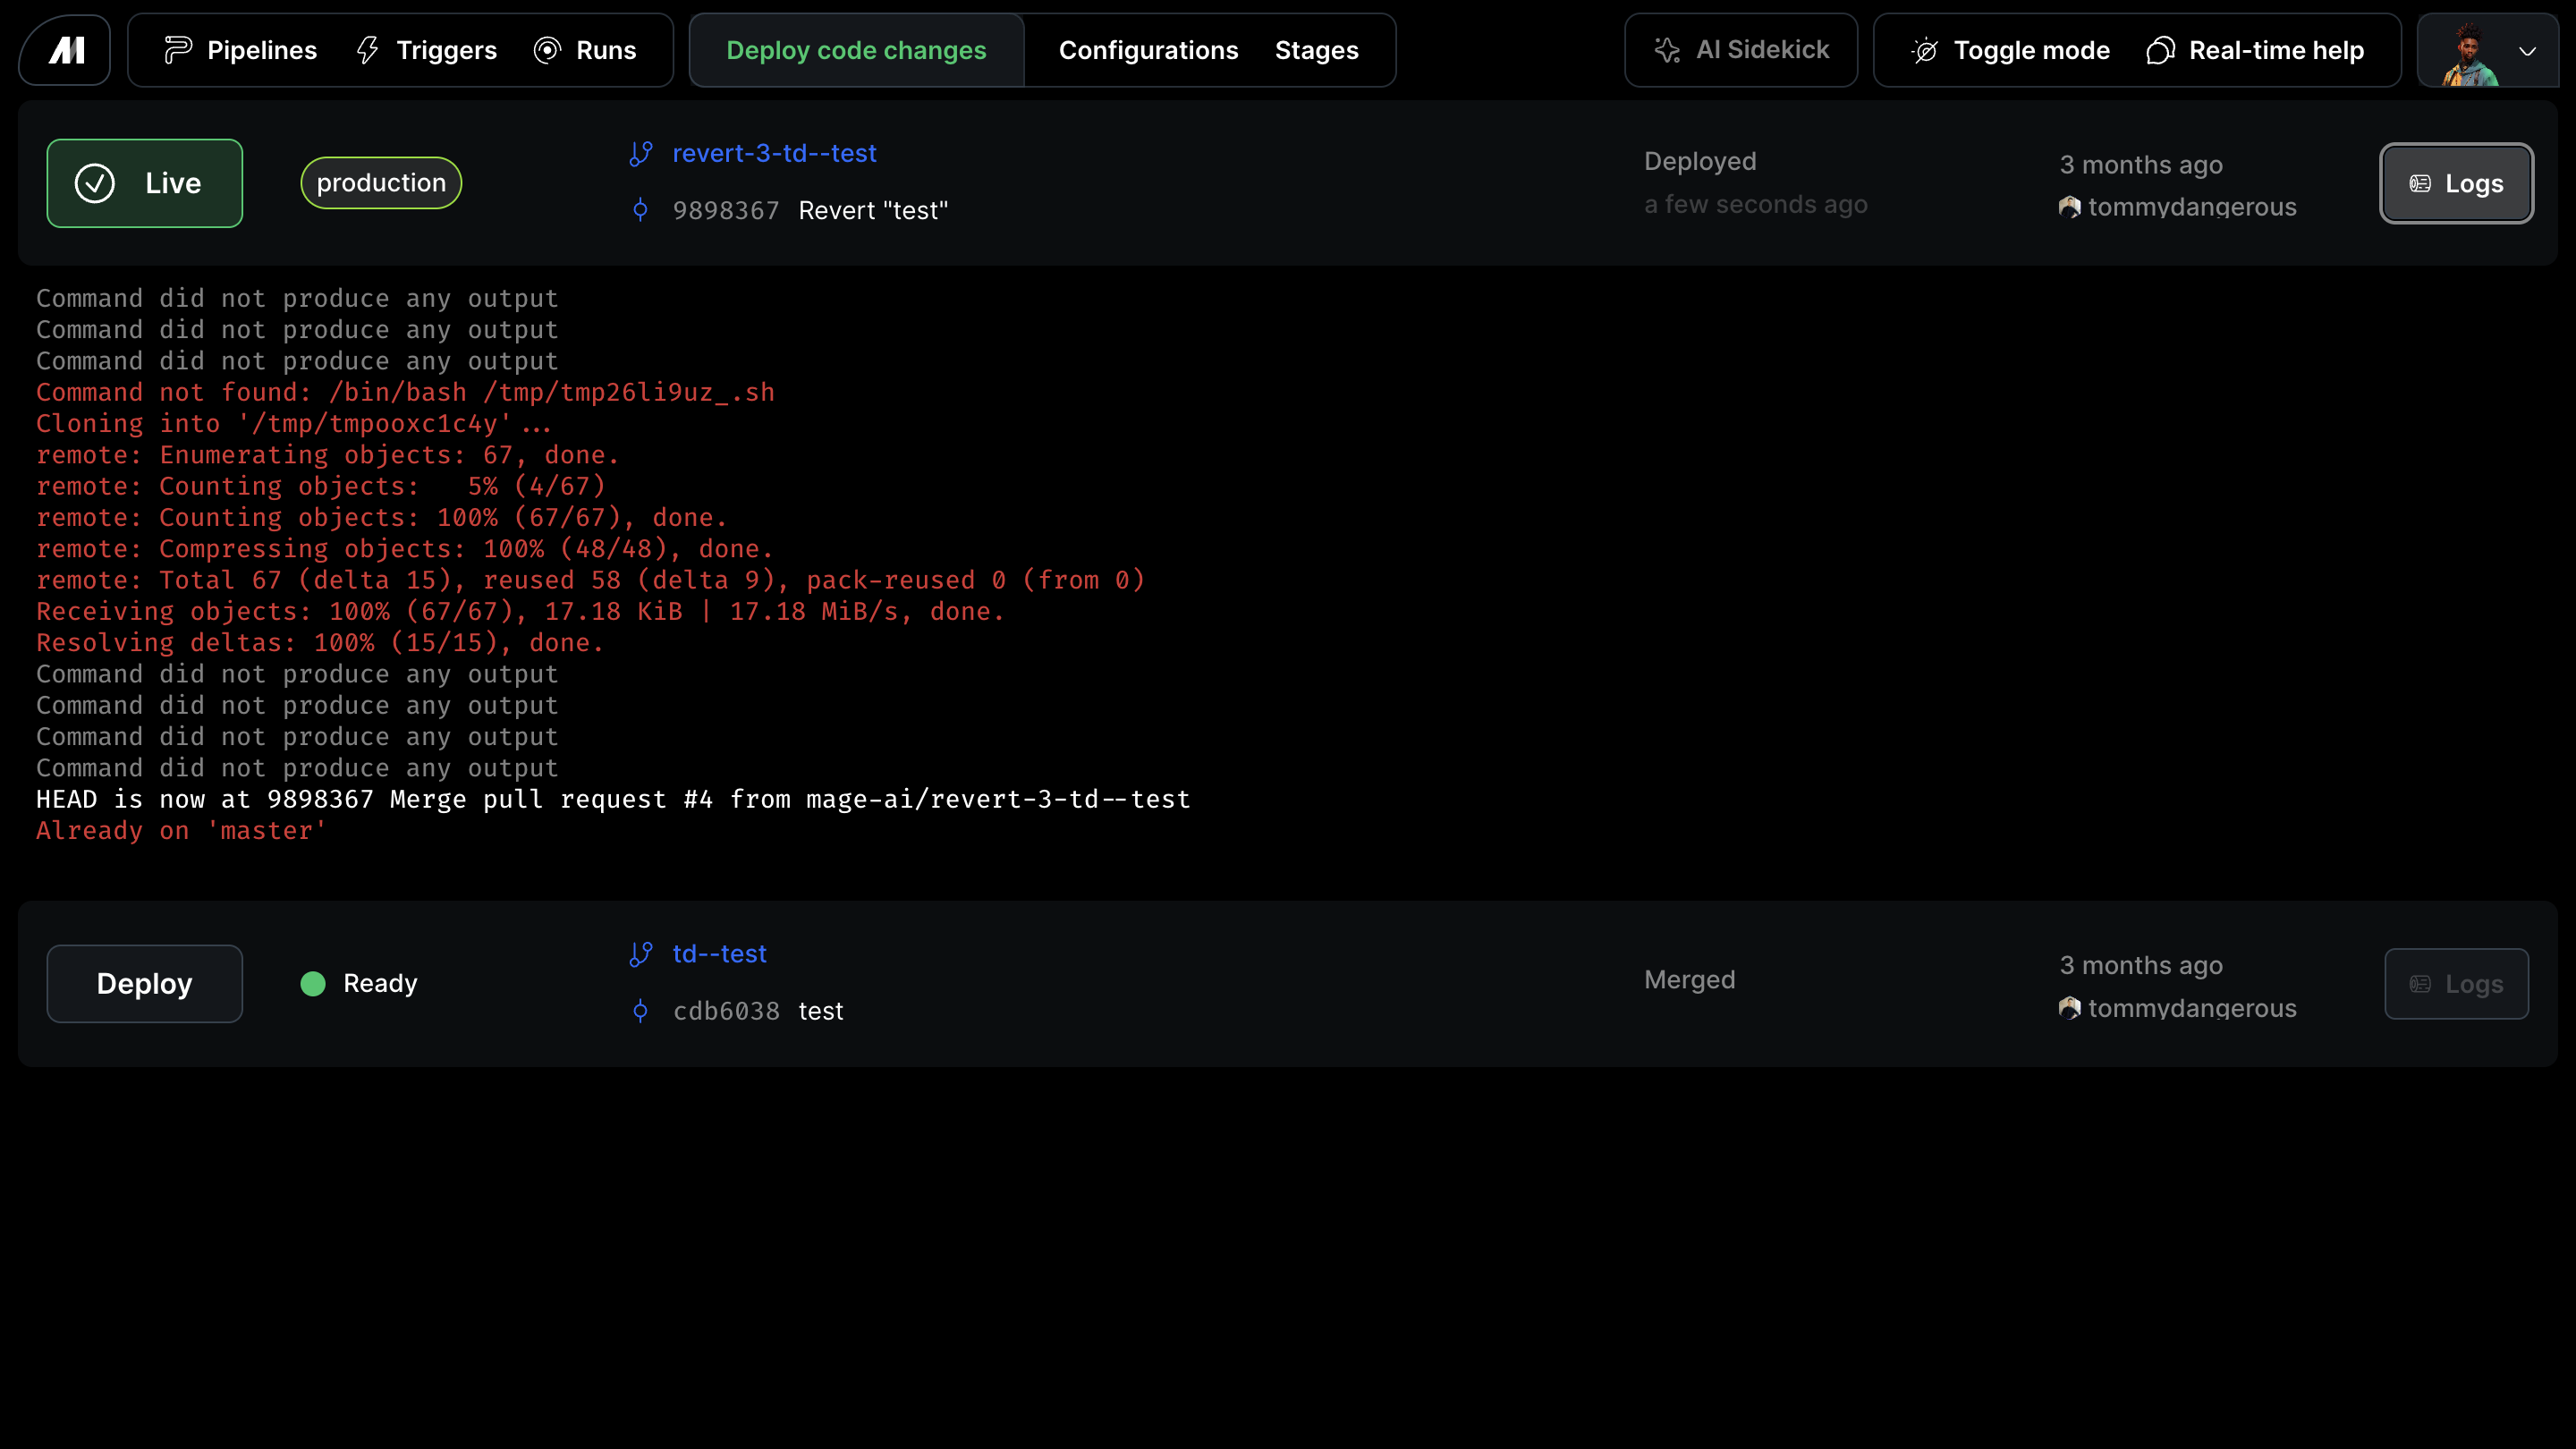 Pipelines Triggers Runs Deploy code changes Configurations Stages AI Sidekick Toggle mode Real-time help
Live production
revert-3-td--test
9898367 Revert "test"
Deployed
a few seconds ago
3 months ago
tommydangerous
Logs
Command did not produce any output
Command did not produce any output
Command did not produce any output
Command not found: /bin/bash /tmp/tmp26li9uz_.sh
Cloning into '/tmp/tmpooxc1c4y'...
remote: Enumerating objects: 67, done.
remote: Counting objects:   5% (4/67)
remote: Counting objects: 100% (67/67), done.
remote: Compressing objects: 100% (48/48), done.
remote: Total 67 (delta 15), reused 58 (delta 9), pack-reused 0 (from 0)
Receiving objects: 100% (67/67), 17.18 KiB | 17.18 MiB/s, done.
Resolving deltas: 100% (15/15), done.
Command did not produce any output
Command did not produce any output
Command did not produce any output
Command did not produce any output
HEAD is now at 9898367 Merge pull request #4 from mage-ai/revert-3-td--test
Already on 'master'
Deploy Ready
td--test
cdb6038 test
Merged
3 months ago
tommydangerous
Logs